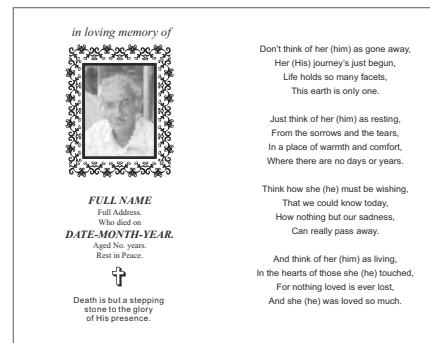 in loving memory of
FULL NAME
Full Address.
Who died on
DATE-MONTH-YEAR.
Aged No. years.
Rest in Peace.
Death is but a stepping
stone to the glory
of His presence.
Don't think of her (him) as gone away,
Her (His) journey's just begun,
Life holds so many facets,
This earth is only one.
Just think of her (him) as resting,
From the sorrows and the tears,
In a place of warmth and comfort,
Where there are no days or years.
Think how she (he) must be wishing,
That we could know today,
How nothing but our sadness,
Can really pass away.
And think of her (him) as living,
In the hearts of those she (he) touched,
For nothing loved is ever lost,
And she (he) was loved so much.